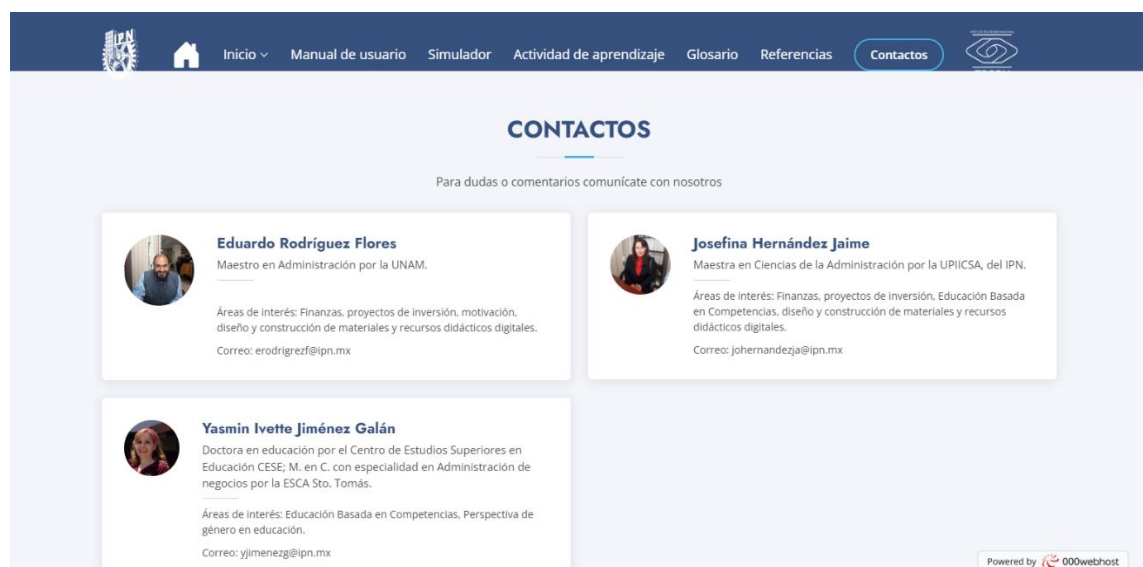 IPN
Inicio
Manual de usuario
Simulador
Actividad de aprendizaje
Glosario
Referencias
Contactos
CONTACTOS
Para dudas o comentarios comunícate con nosotros
Eduardo Rodríguez Flores
Maestro en Administración por la UNAM.
Áreas de interés: Finanzas, proyectos de inversión, motivación,
diseño y construcción de materiales y recursos didácticos digitales.
Correo: erodrigrezf@ipn.mx
Josefina Hernández Jaime
Maestra en Ciencias de la Administración por la UPIICSA, del IPN.
Áreas de interés: Finanzas, proyectos de inversión, Educación Basada
en Competencias, diseño y construcción de materiales y recursos
didácticos digitales.
Correo: johernandezja@ipn.mx
Yasmin Ivette Jiménez Galán
Doctora en educación por el Centro de Estudios Superiores en
Educación CESE; M. en C. con especialidad en Administración de
negocios por la ESCA Sto. Tomás.
Áreas de interés: Educación Basada en Competencias, Perspectiva de
género en educación.
Correo: yjimenezg@ipn.mx
Powered by 000webhost